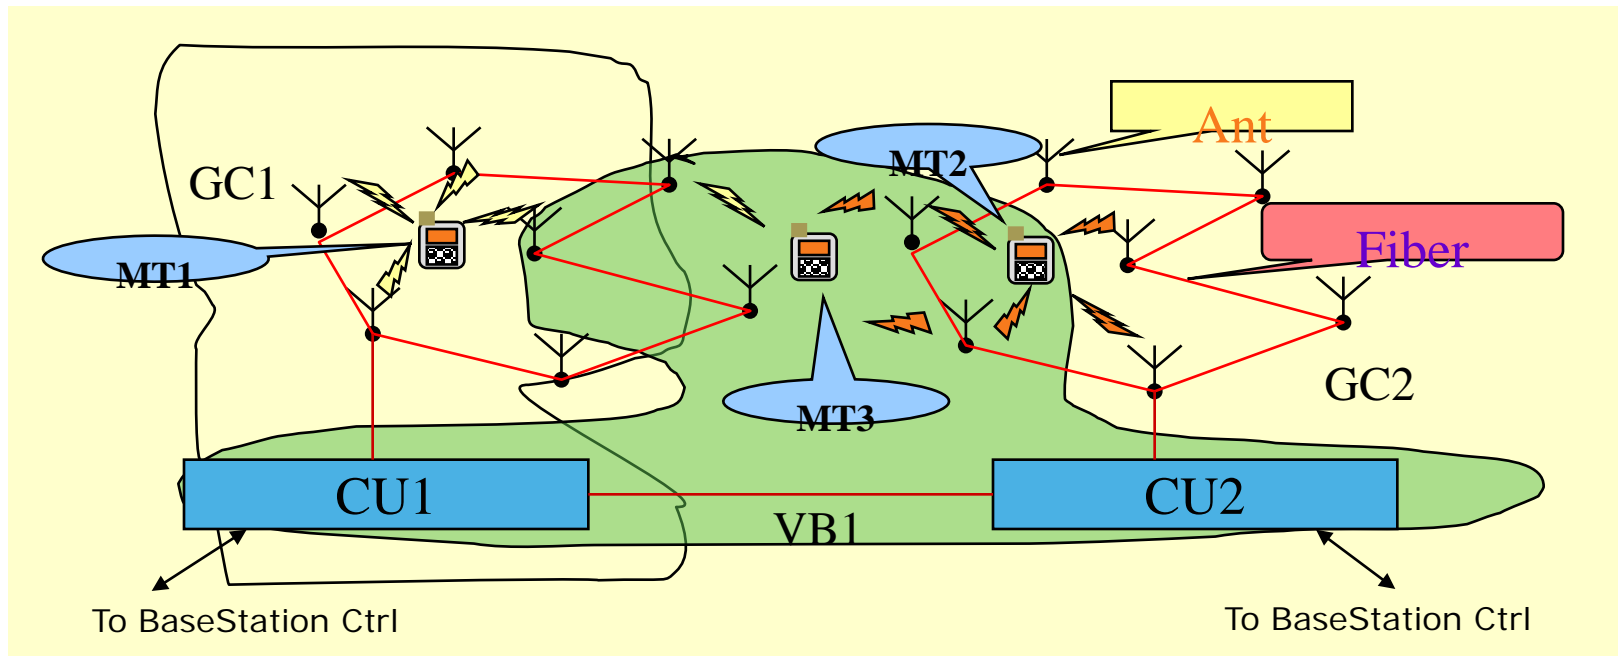 Ant
MT2
GC1
Fiber
MT1
GC2
MT3
CU1
CU2
VB1
To BaseStation Ctrl
To BaseStation Ctrl